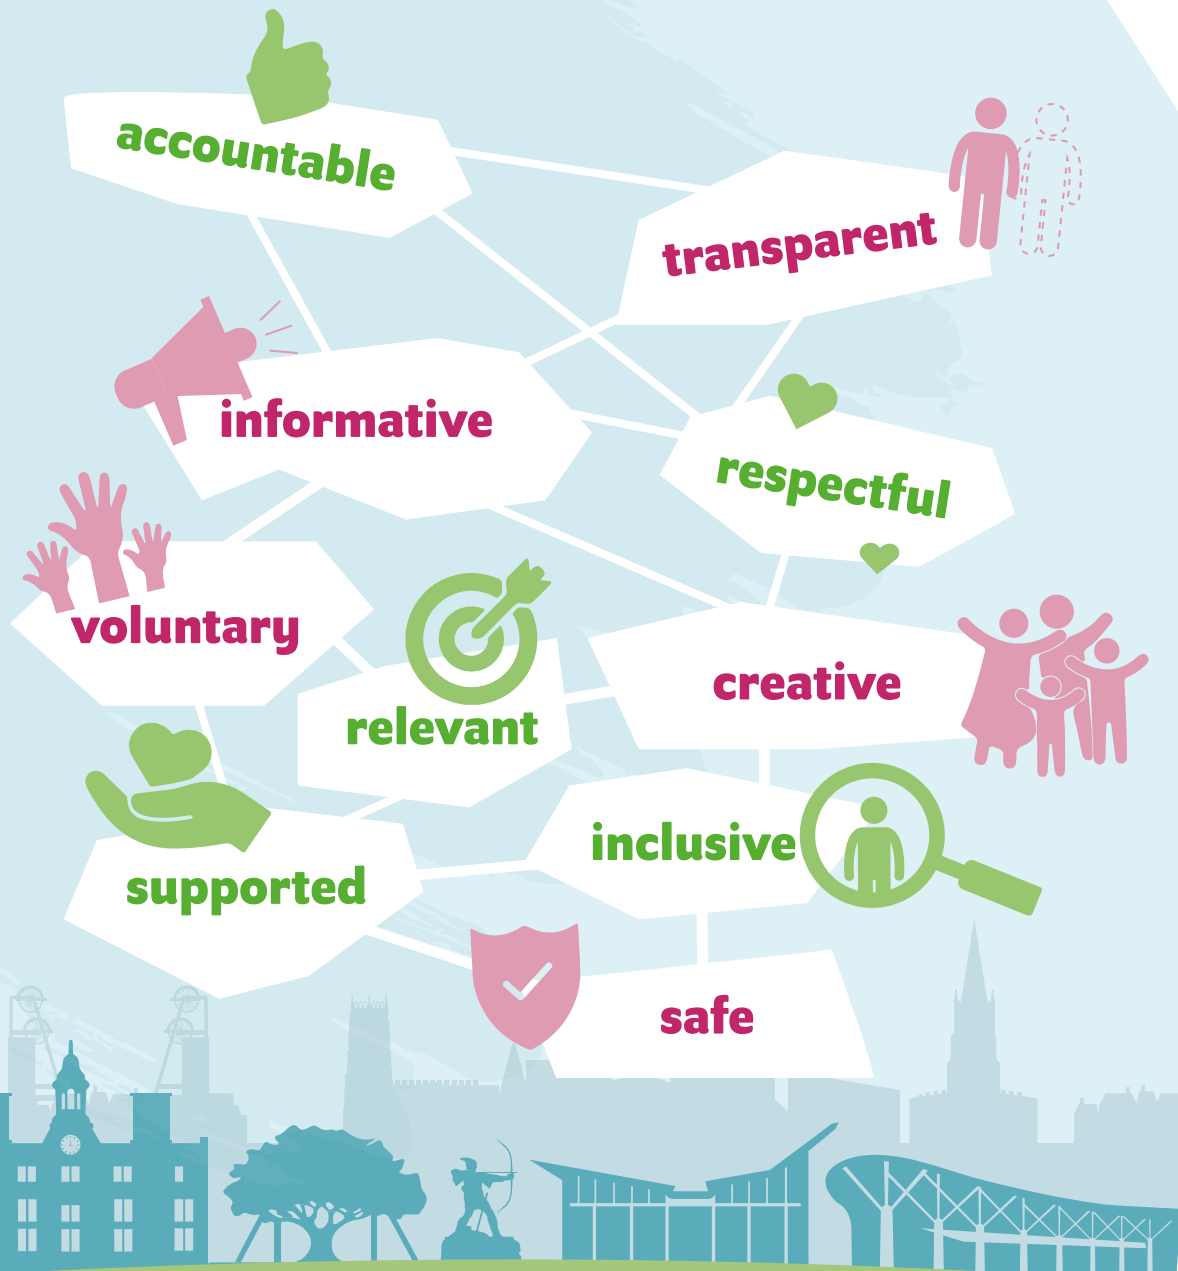 accountable
transparent
informative
respectful
voluntary
creative
relevant
inclusive
supported
safe